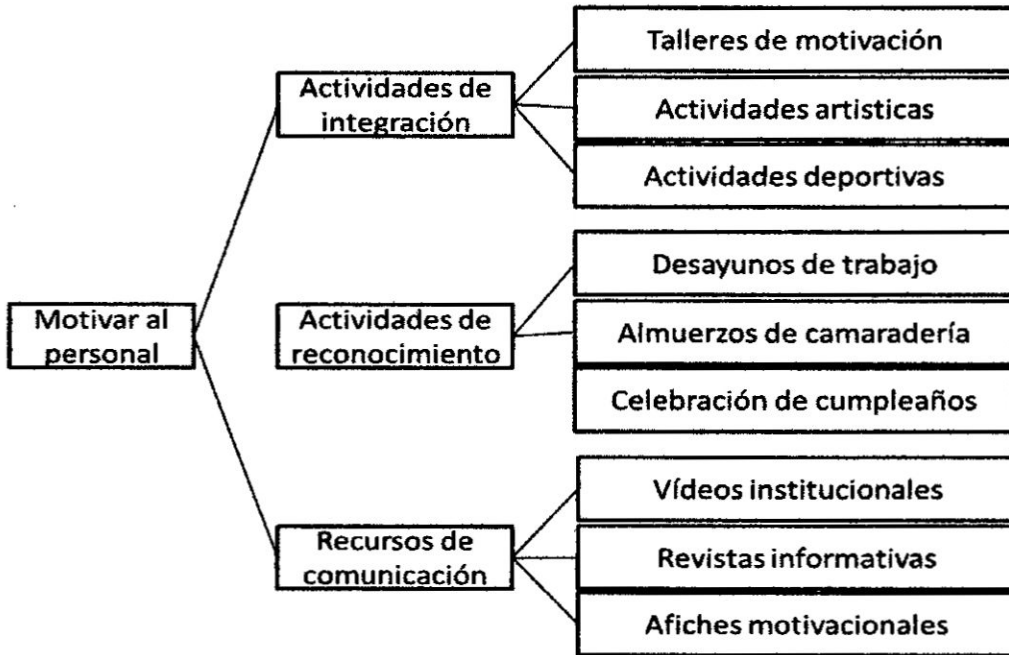 Motivar al
personal
Actividades de
integración
Talleres de motivación
Actividades artisticas
Actividades deportivas
Actividades de
reconocimiento
Desayunos de trabajo
Almuerzos de camaradería
Celebración de cumpleaños
Recursos de
comunicación
Vídeos institucionales
Revistas informativas
Afiches motivacionales